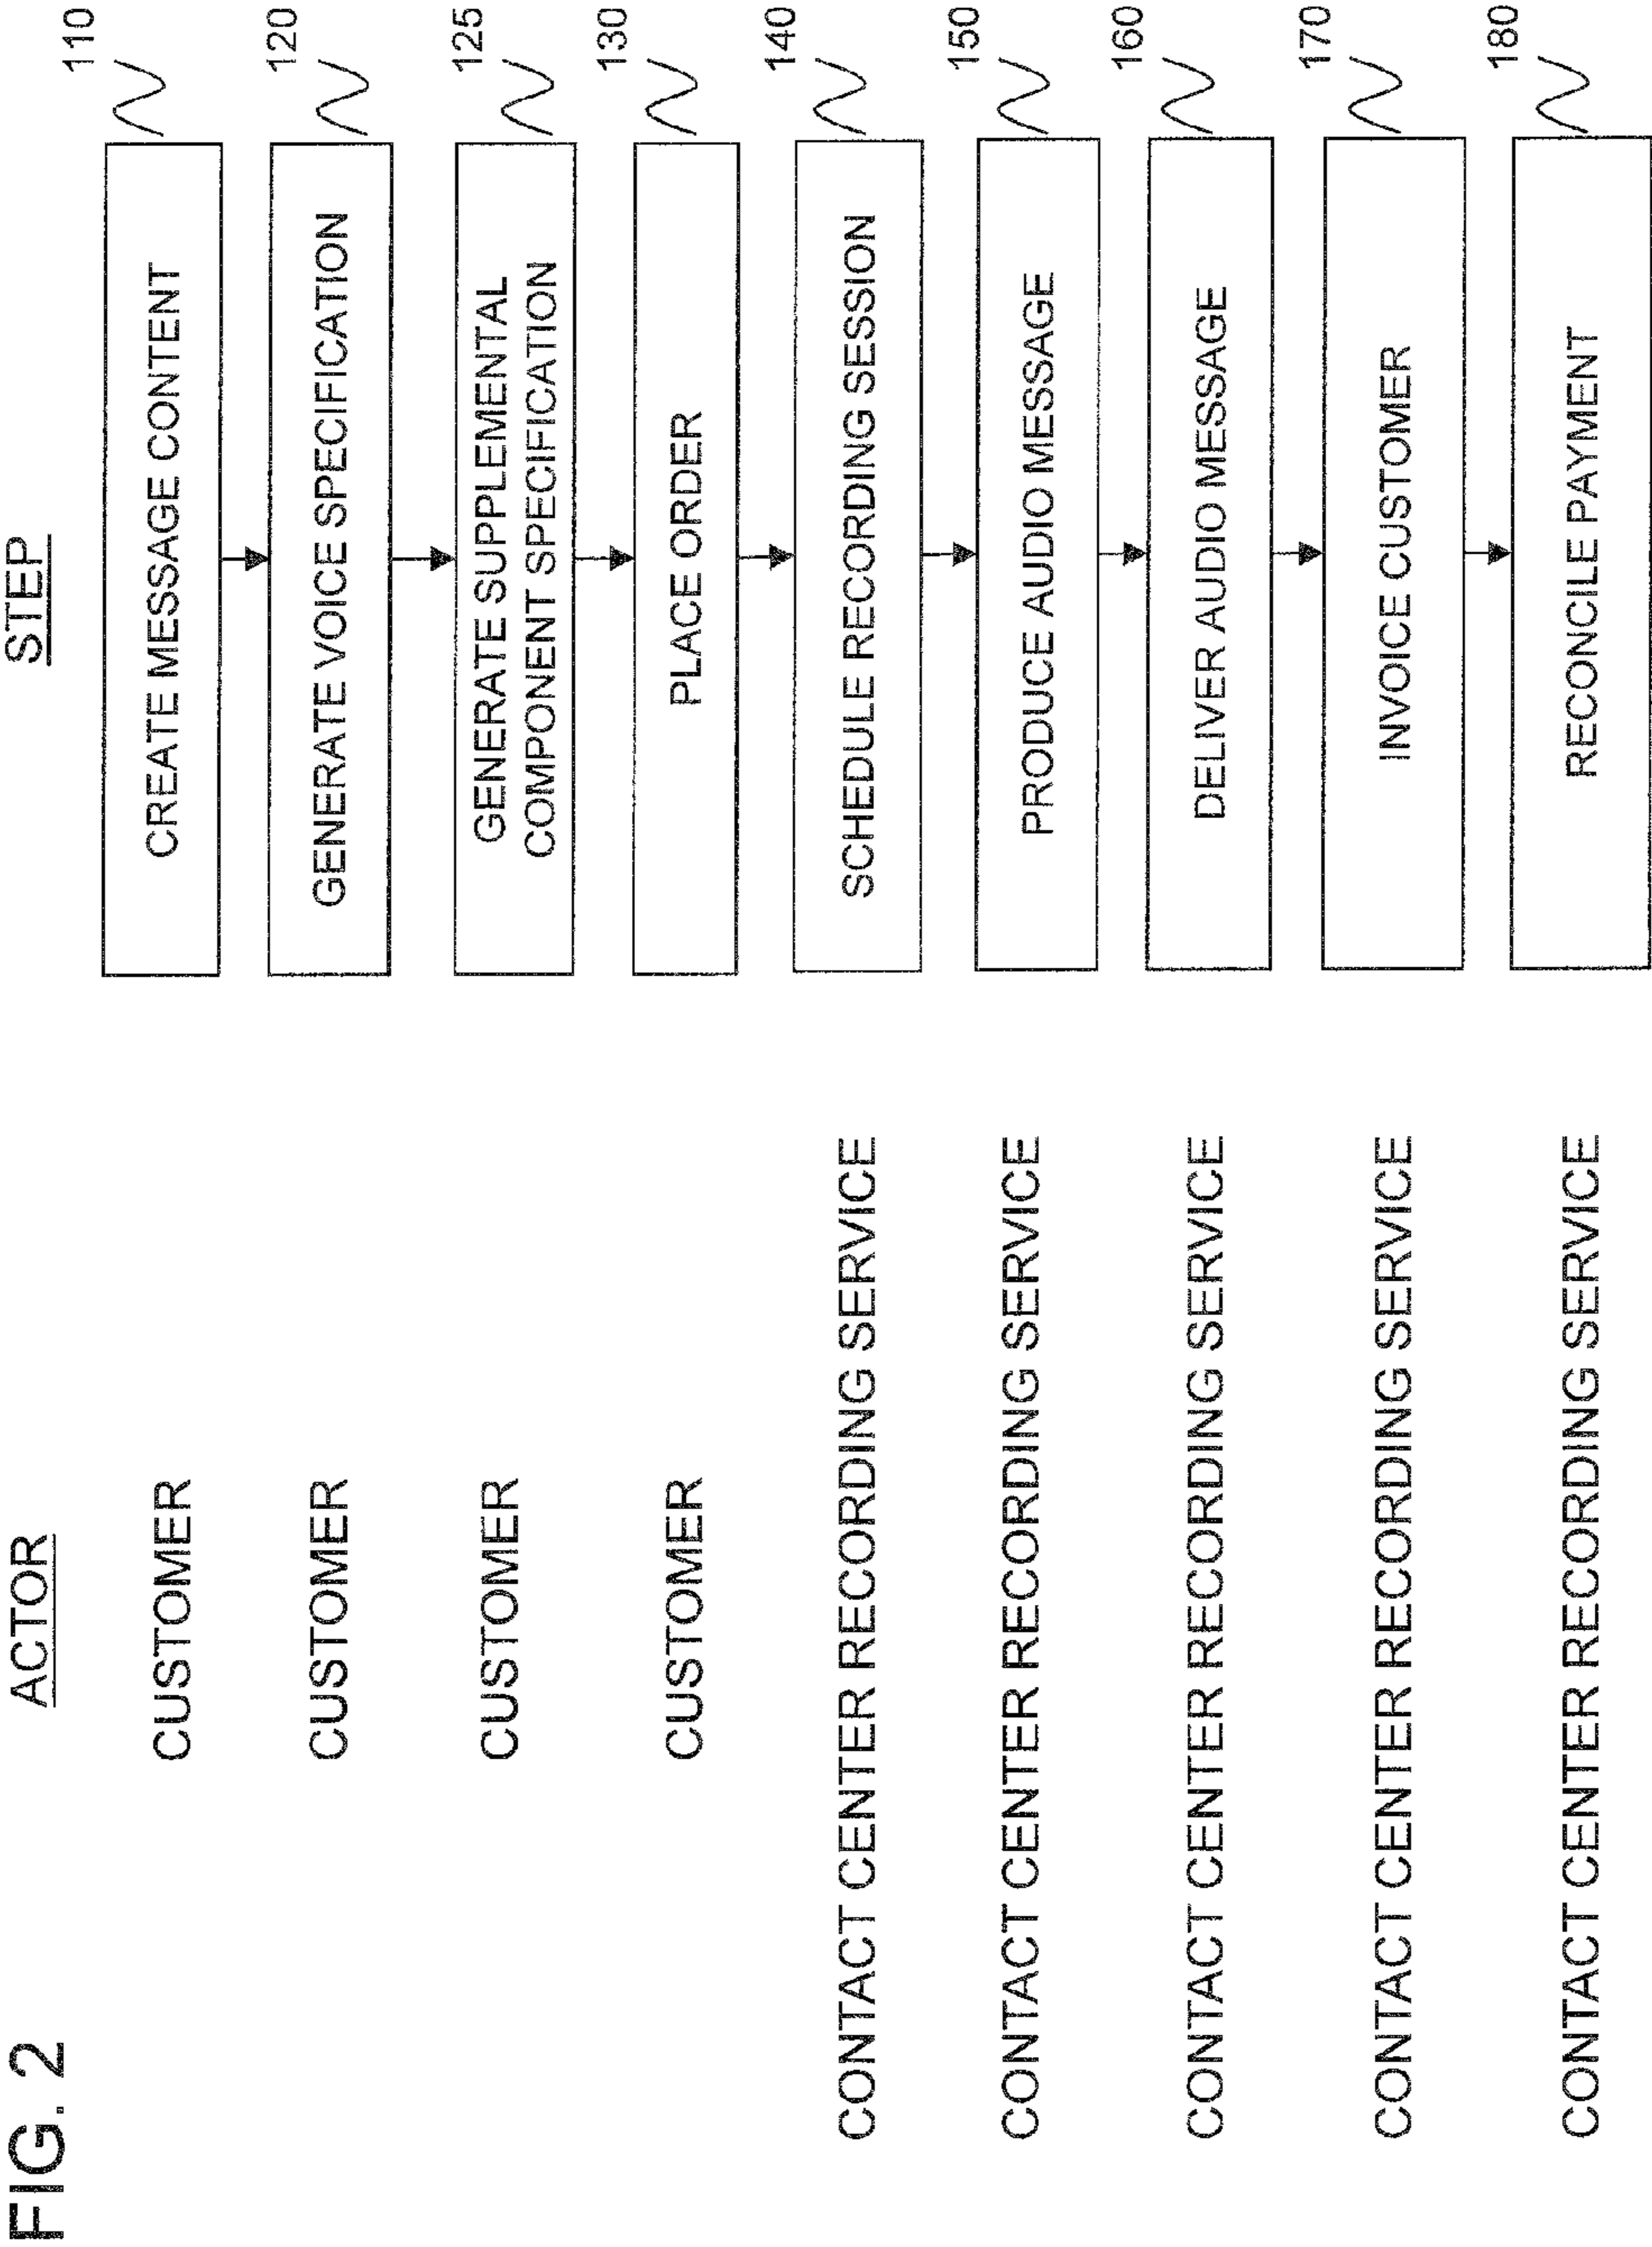 FIG. 2
ACTOR
STEP
CUSTOMER
CREATE MESSAGE CONTENT
110
CUSTOMER
GENERATE VOICE SPECIFICATION
120
CUSTOMER
GENERATE SUPPLEMENTAL
COMPONENT SPECIFICATION
125
CUSTOMER
PLACE ORDER
130
CONTACT CENTER RECORDING SERVICE
SCHEDULE RECORDING SESSION
140
CONTACT CENTER RECORDING SERVICE
PRODUCE AUDIO MESSAGE
150
CONTACT CENTER RECORDING SERVICE
DELIVER AUDIO MESSAGE
160
CONTACT CENTER RECORDING SERVICE
INVOICE CUSTOMER
170
CONTACT CENTER RECORDING SERVICE
RECONCILE PAYMENT
180